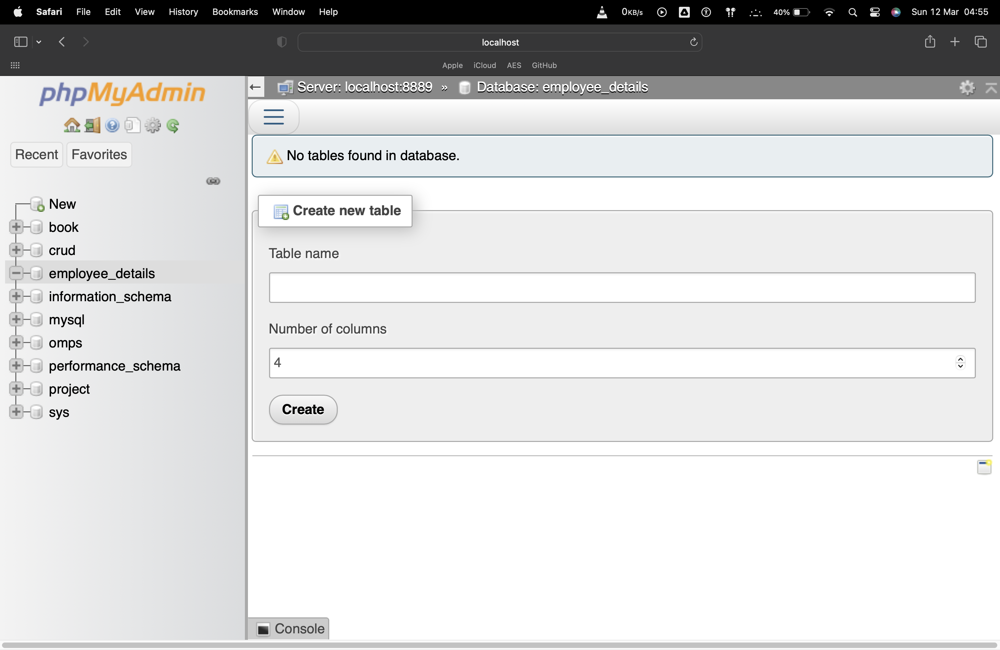 Safari File Edit View History Bookmarks Window Help 0KB/s 40% Sun 12 Mar 04:55
localhost
Apple iCloud AES GitHub
phpMyAdmin
Recent Favorites
New
book
crud
employee_details
information_schema
mysql
omps
performance_schema
project
sys
Server: localhost:8889 » Database: employee_details
No tables found in database.
Create new table
Table name
Number of columns
4
Create
Console